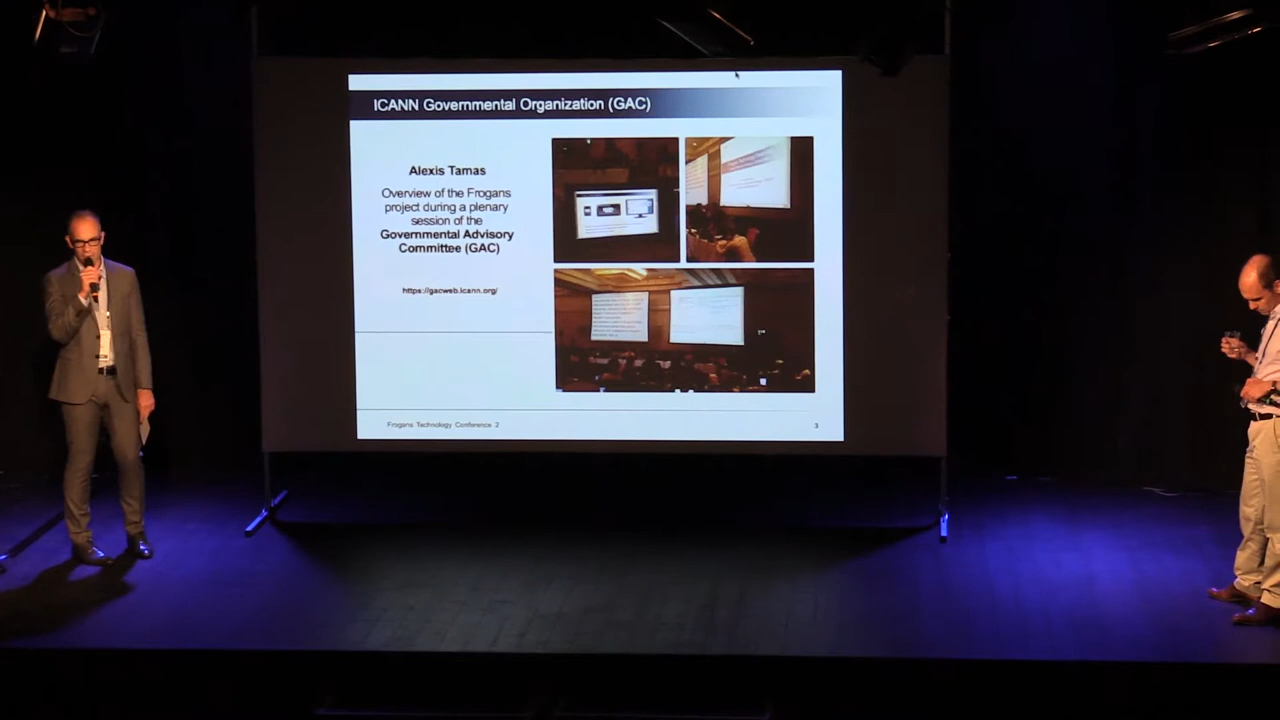 ICANN Governmental Organization (GAC)
Alexis Tamas
Overview of the Frogans
project during a plenary
session of the
Governmental Advisory
Committee (GAC)
https://gacweb.icann.org/
Frogans Technology Conference 2
3